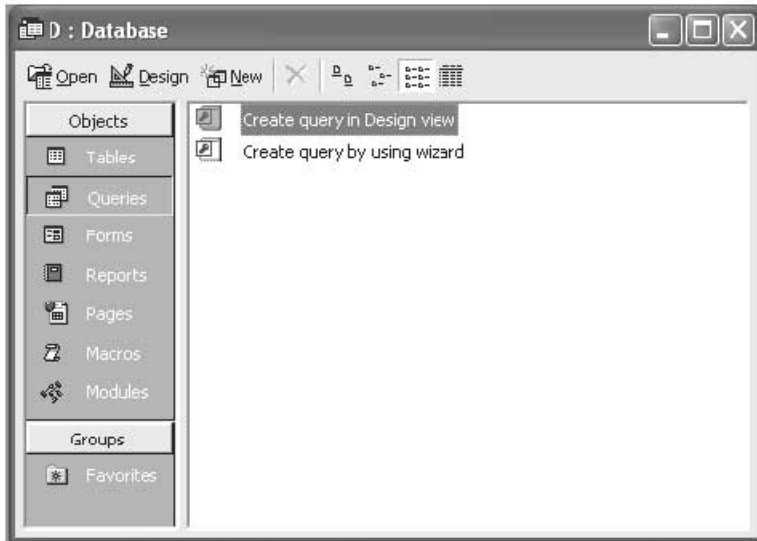 D : Database
Open Design New
Objects
Tables
Queries
Forms
Reports
Pages
Macros
Modules
Groups
Favorites
Create query in Design view
Create query by using wizard